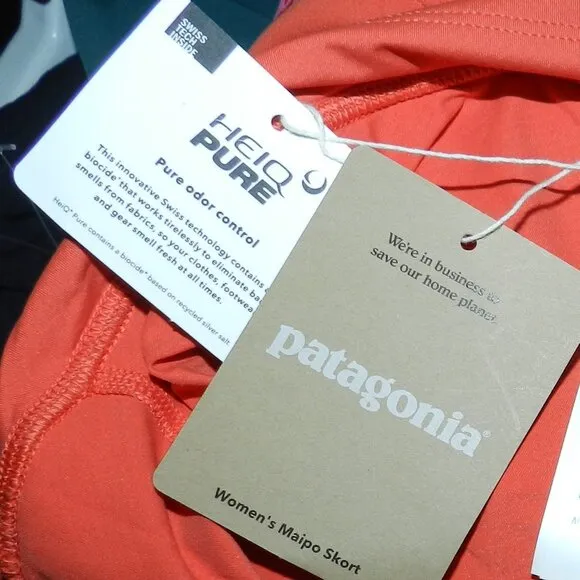 SWISS
TECH
INSIDE
HEIQ
PURE
Pure odor control
This innovative Swiss technology contains
biocide* that works tirelessly to eliminate
smells from fabrics, so your clothes,
and gear smell fresh at all times.
HeiQ® Pure contains a biocide* based on recycled silver salt
We're in business to
save our home planet.
patagonia®
Women's Maipo Skort